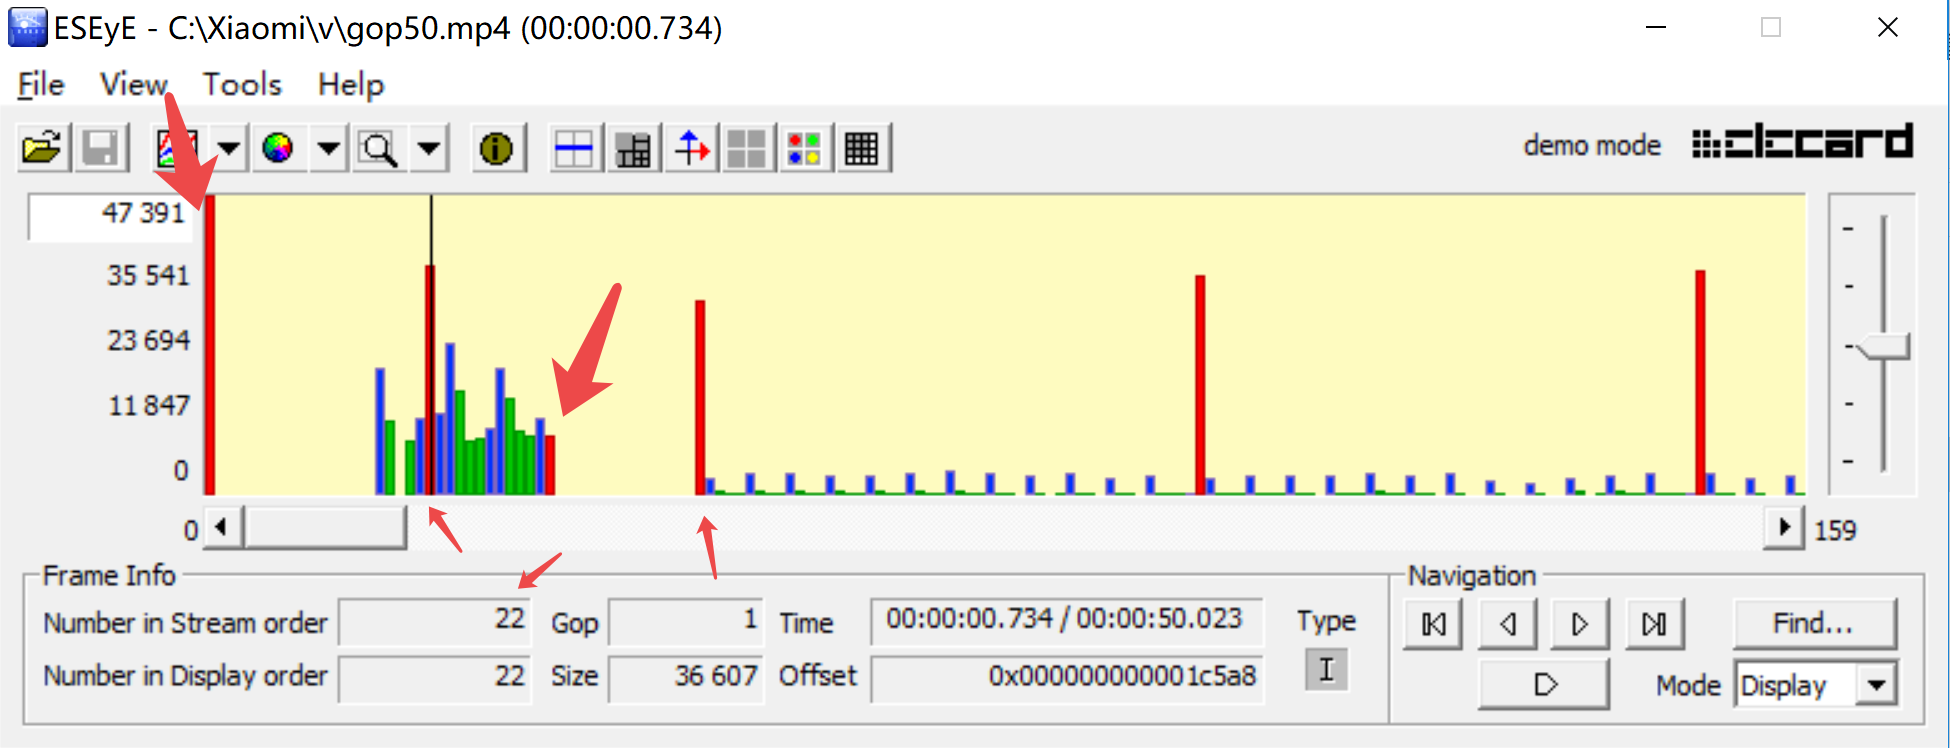 ESEyE - C:\Xiaomi\v\gop50.mp4 (00:00:00.734)
File View Tools Help
demo mode elecard
47 391
35 541
23 694
11 847
0
0 159
Frame Info
Number in Stream order 22 Gop 1 Time 00:00:00.734 / 00:00:50.023 Type
Number in Display order 22 Size 36 607 Offset 0x000000000001c5a8 I
Navigation
Find...
Mode Display